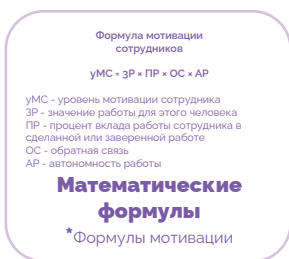 Формула мотивации
сотрудников
уМС = ЗР × ПР × ОС × АР
уМС - уровень мотивации сотрудника
ЗР - значение работы для этого человека
ПР - процент вклада работы сотрудника в
сделанной или заверенной работе
ОС - обратная связь
АР - автономность работы
Математические
формулы
*Формулы мотивации